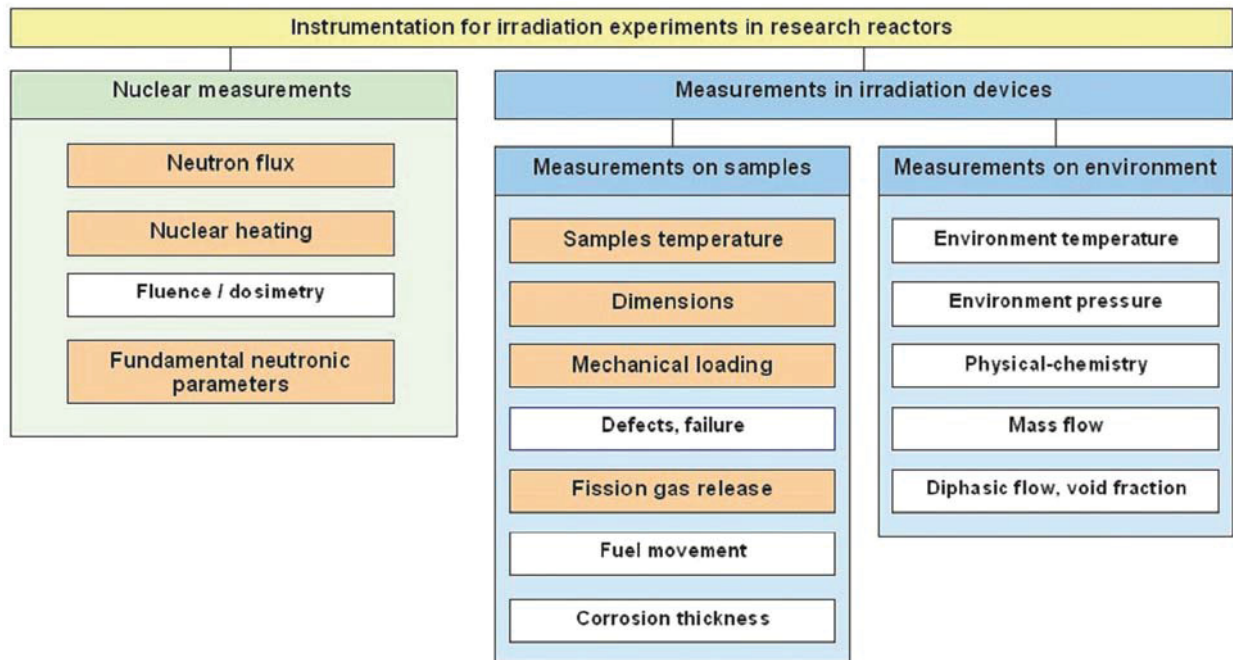 Instrumentation for irradiation experiments in research reactors
Nuclear measurements
Neutron flux
Nuclear heating
Fluence / dosimetry
Fundamental neutronic
parameters
Measurements in irradiation devices
Measurements on samples
Samples temperature
Dimensions
Mechanical loading
Defects, failure
Fission gas release
Fuel movement
Corrosion thickness
Measurements on environment
Environment temperature
Environment pressure
Physical-chemistry
Mass flow
Diphasic flow, void fraction